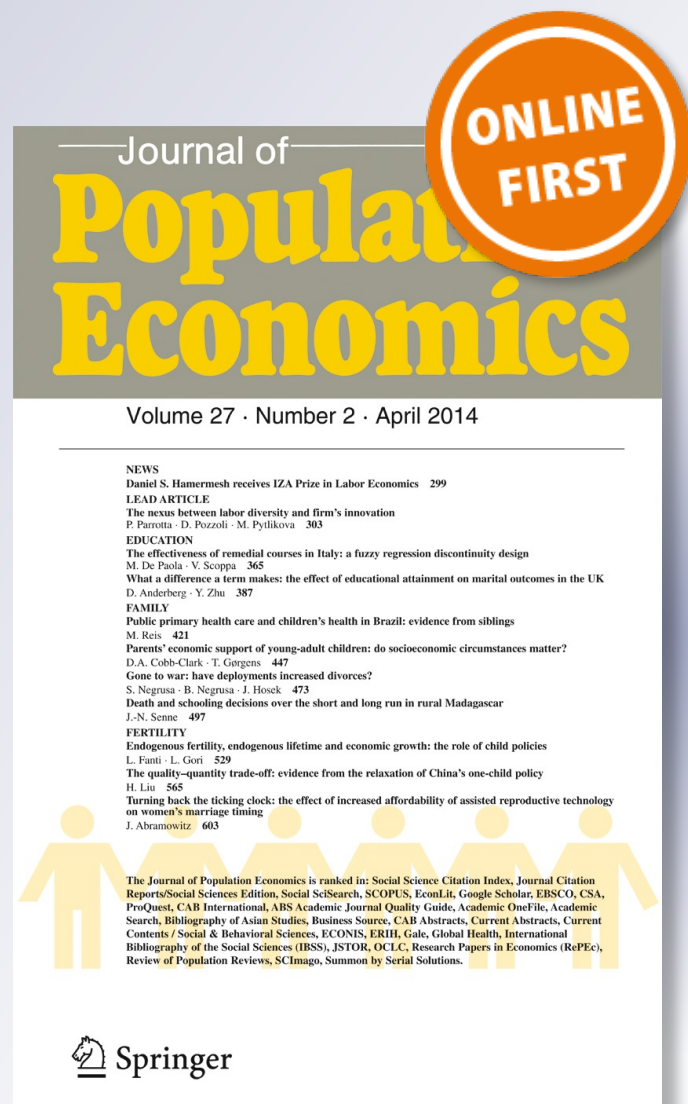 ONLINE
FIRST
Journal of
Populat
Economics
Volume 27 · Number 2 · April 2014
NEWS
Daniel S. Hamermesh receives IZA Prize in Labor Economics 299
LEAD ARTICLE
The nexus between labor diversity and firm's innovation
P. Parrotta · D. Pozzoli · M. Pytlikova 303
EDUCATION
The effectiveness of remedial courses in Italy: a fuzzy regression discontinuity design
M. De Paola · V. Scoppa 365
What a difference a term makes: the effect of educational attainment on marital outcomes in the UK
D. Anderberg · Y. Zhu 387
FAMILY
Public primary health care and children's health in Brazil: evidence from siblings
M. Reis 421
Parents' economic support of young-adult children: do socioeconomic circumstances matter?
D.A. Cobb-Clark · T. Gørgens 447
Gone to war: have deployments increased divorces?
S. Negrusa · B. Negrusa · J. Hosek 473
Death and schooling decisions over the short and long run in rural Madagascar
J.-N. Senne 497
FERTILITY
Endogenous fertility, endogenous lifetime and economic growth: the role of child policies
L. Fanti · L. Gori 529
The quality–quantity trade-off: evidence from the relaxation of China's one-child policy
H. Liu 565
Turning back the ticking clock: the effect of increased affordability of assisted reproductive technology
on women's marriage timing
J. Abramowitz 603
The Journal of Population Economics is ranked in: Social Science Citation Index, Journal Citation
Reports/Social Sciences Edition, Social SciSearch, SCOPUS, EconLit, Google Scholar, EBSCO, CSA,
ProQuest, CAB International, ABS Academic Journal Quality Guide, Academic OneFile, Academic
Search, Bibliography of Asian Studies, Business Source, CAB Abstracts, Current Abstracts, Current
Contents / Social & Behavioral Sciences, ECONIS, ERIH, Gale, Global Health, International
Bibliography of the Social Sciences (IBSS), JSTOR, OCLC, Research Papers in Economics (RePEc),
Review of Population Reviews, SCImago, Summon by Serial Solutions.
Springer